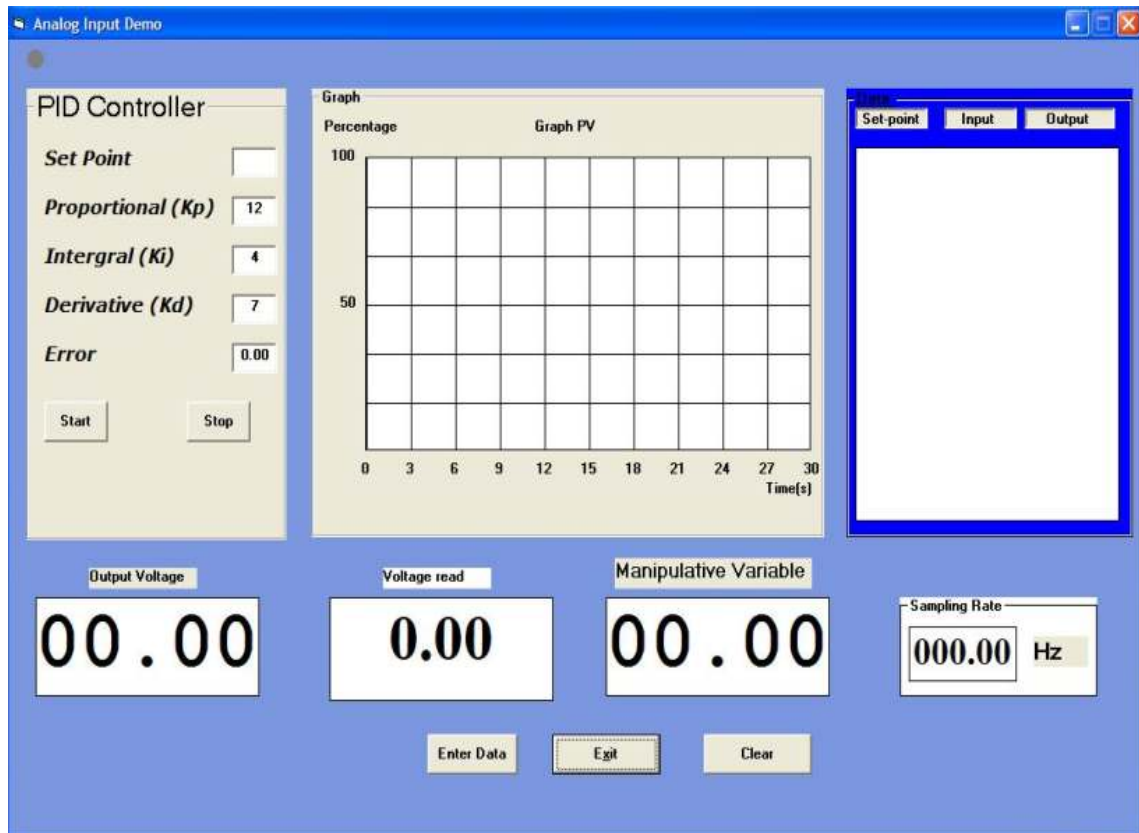 Analog Input Demo
PID Controller
Set Point
Proportional (Kp) 12
Intergral (Ki) 4
Derivative (Kd) 7
Error 0.00
Start Stop
Graph
Percentage Graph PV
100
50
0 3 6 9 12 15 18 21 24 27 30
Time(s)
Data
Set-point Input Output
Output Voltage
00.00
Voltage read
0.00
Manipulative Variable
00.00
Sampling Rate
000.00 Hz
Enter Data Exit Clear